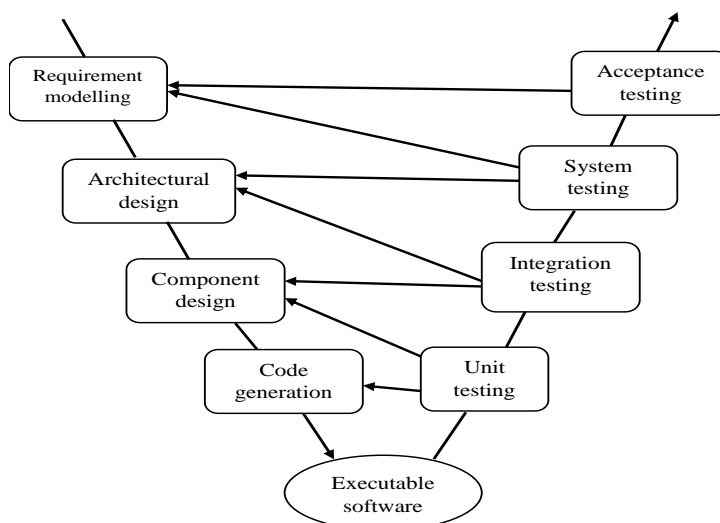 Requirement
modelling
Acceptance
testing
Architectural
design
System
testing
Component
design
Integration
testing
Code
generation
Unit
testing
Executable
software